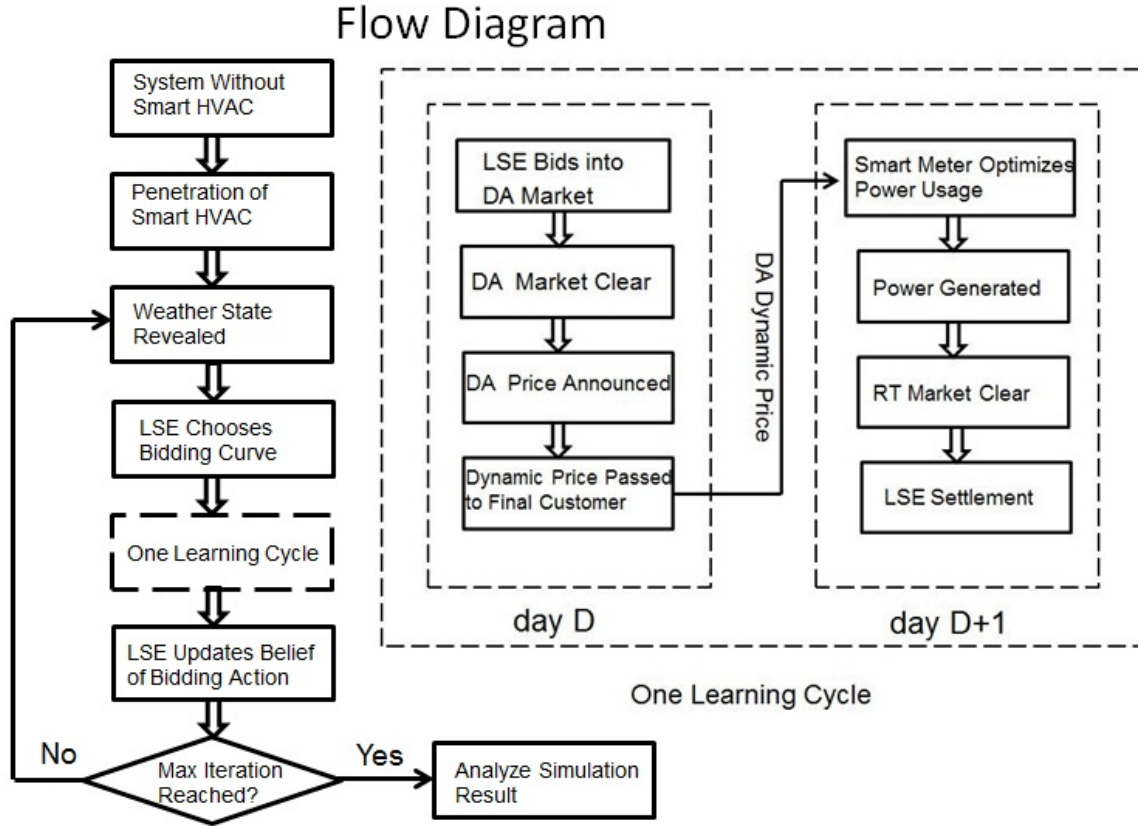 Flow Diagram
System Without
Smart HVAC
Penetration of
Smart HVAC
Weather State
Revealed
LSE Chooses
Bidding Curve
One Learning Cycle
LSE Updates Belief
of Bidding Action
Max Iteration
Reached?
No
Yes
Analyze Simulation
Result
LSE Bids into
DA Market
DA Market Clear
DA Price Announced
Dynamic Price Passed
to Final Customer
day D
DA Dynamic Price
Smart Meter Optimizes
Power Usage
Power Generated
RT Market Clear
LSE Settlement
day D+1
One Learning Cycle